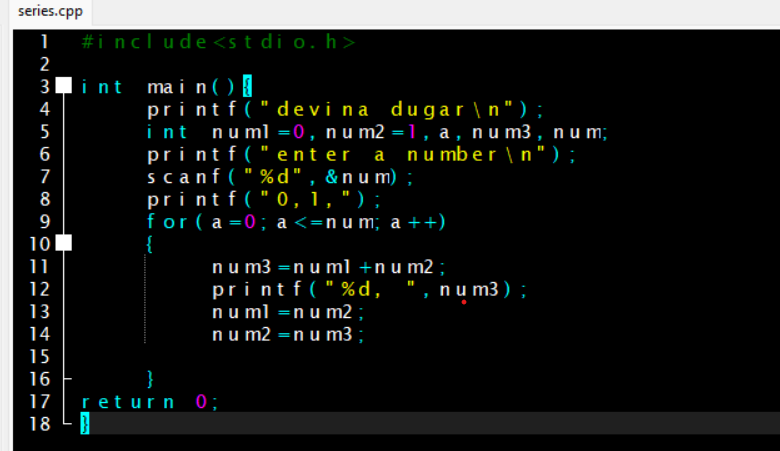 series.cpp
1 #include<stdio.h>
2
3 int main(){
4 printf("devina dugar\n");
5 int num1=0,num2=1,a,num3,num;
6 printf("enter a number\n");
7 scanf("%d",&num);
8 printf("0,1,");
9 for(a=0;a<=num;a++)
10 {
11 num3=num1+num2;
12 printf("%d, ",num3);
13 num1=num2;
14 num2=num3;
15
16 }
17 return 0;
18 }